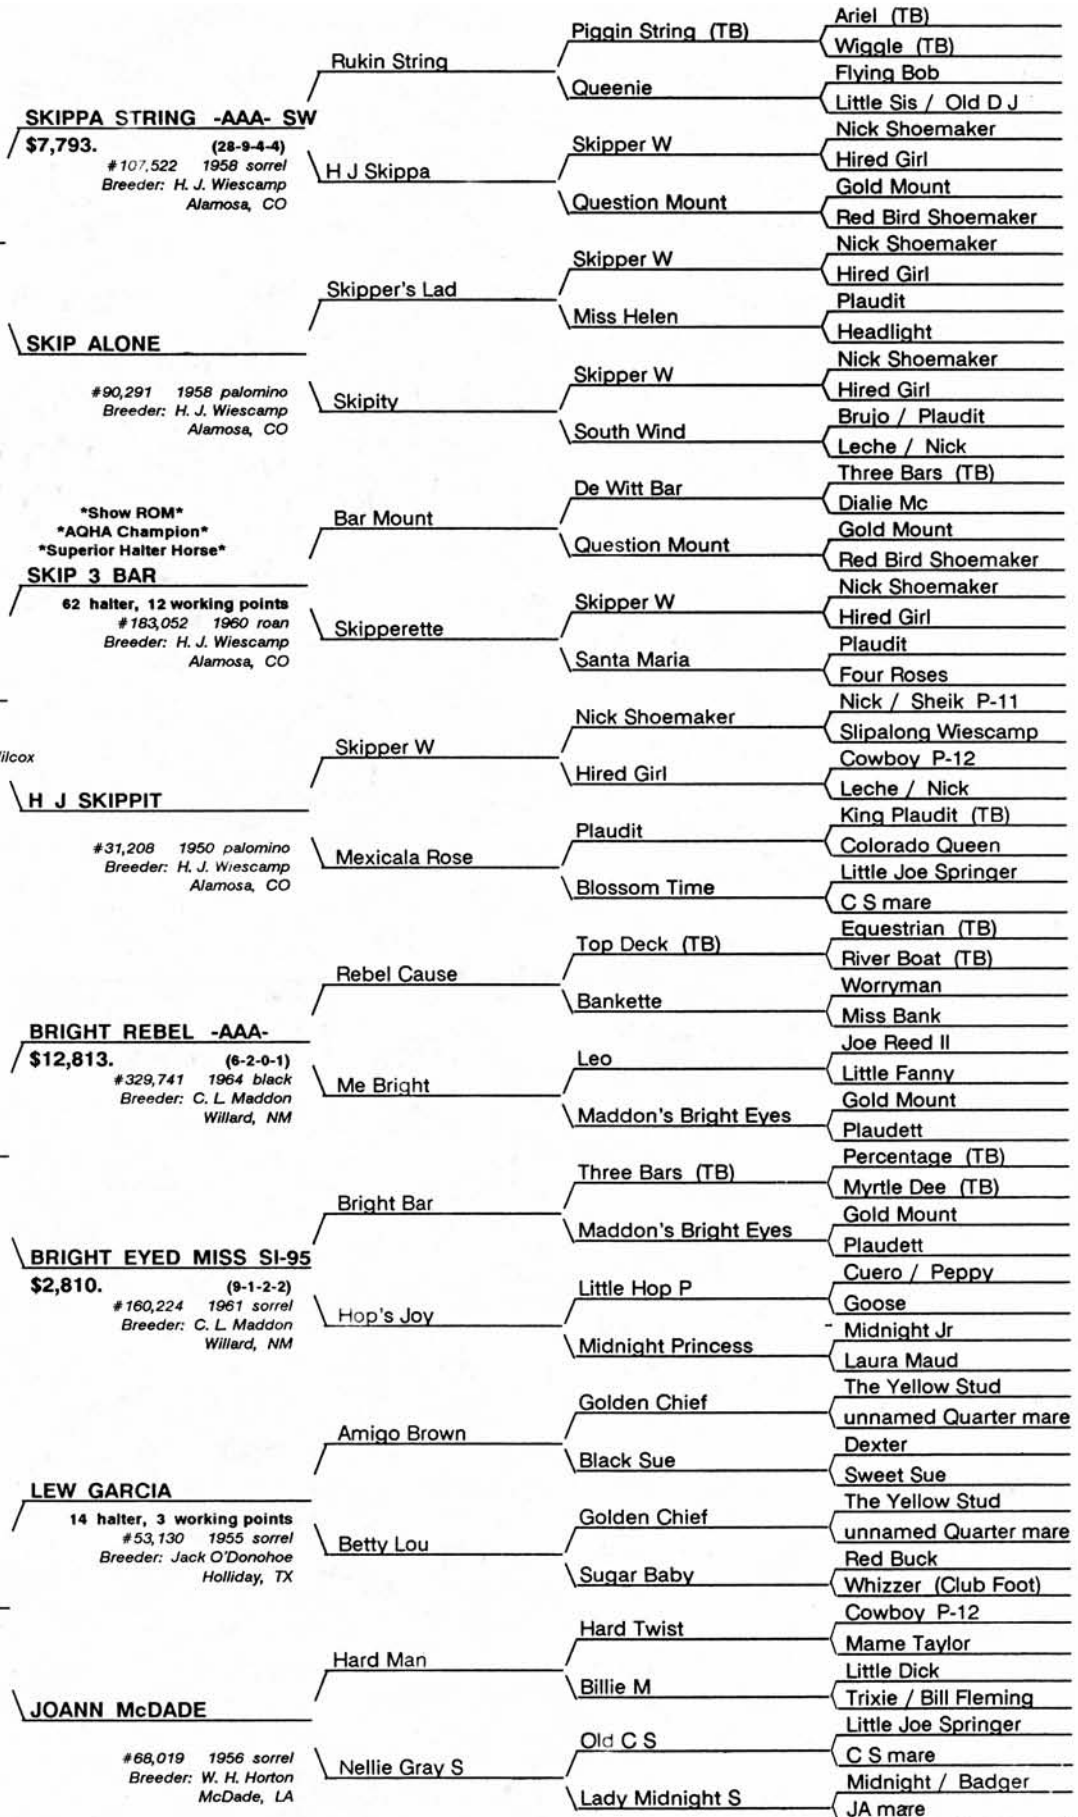 Ariel (TB)
Piggin String (TB)
Wiggle (TB)
Rukin String
Flying Bob
Queenie
Little Sis / Old D J
SKIPPA STRING -AAA- SW
$7,793. (28-9-4-4)
#107,522 1958 sorrel
Breeder: H. J. Wiescamp
Alamosa, CO
Nick Shoemaker
Skipper W
Hired Girl
H J Skippa
Gold Mount
Question Mount
Red Bird Shoemaker
Nick Shoemaker
Skipper W
Hired Girl
Skipper's Lad
Plaudit
Miss Helen
Headlight
SKIP ALONE
#90,291 1958 palomino
Breeder: H. J. Wiescamp
Alamosa, CO
Nick Shoemaker
Skipper W
Hired Girl
Skipity
Brujo / Plaudit
South Wind
Leche / Nick
Three Bars (TB)
De Witt Bar
Dialie Mc
*Show ROM*
*AQHA Champion*
*Superior Halter Horse*
Bar Mount
Gold Mount
Question Mount
Red Bird Shoemaker
SKIP 3 BAR
62 halter, 12 working points
#183,052 1960 roan
Breeder: H. J. Wiescamp
Alamosa, CO
Nick Shoemaker
Skipper W
Hired Girl
Skipperette
Plaudit
Santa Maria
Four Roses
Nick / Sheik P-11
Nick Shoemaker
Slipalong Wiescamp
Skipper W
ilcox
Cowboy P-12
Hired Girl
Leche / Nick
H J SKIPPIT
#31,208 1950 palomino
Breeder: H. J. Wiescamp
Alamosa, CO
King Plaudit (TB)
Plaudit
Colorado Queen
Mexicala Rose
Little Joe Springer
Blossom Time
C S mare
Equestrian (TB)
Top Deck (TB)
River Boat (TB)
Rebel Cause
Worryman
Bankette
Miss Bank
BRIGHT REBEL -AAA-
$12,813. (6-2-0-1)
#329,741 1964 black
Breeder: C. L. Maddon
Willard, NM
Joe Reed II
Leo
Little Fanny
Me Bright
Gold Mount
Maddon's Bright Eyes
Plaudett
Percentage (TB)
Three Bars (TB)
Myrtle Dee (TB)
Bright Bar
Gold Mount
Maddon's Bright Eyes
Plaudett
BRIGHT EYED MISS SI-95
$2,810. (9-1-2-2)
#160,224 1961 sorrel
Breeder: C. L. Maddon
Willard, NM
Cuero / Peppy
Little Hop P
Goose
Hop's Joy
Midnight Jr
Midnight Princess
Laura Maud
The Yellow Stud
Golden Chief
unnamed Quarter mare
Amigo Brown
Dexter
Black Sue
Sweet Sue
LEW GARCIA
14 halter, 3 working points
#53,130 1955 sorrel
Breeder: Jack O'Donohoe
Holliday, TX
The Yellow Stud
Golden Chief
unnamed Quarter mare
Betty Lou
Red Buck
Sugar Baby
Whizzer (Club Foot)
Cowboy P-12
Hard Twist
Mame Taylor
Hard Man
Little Dick
Billie M
Trixie / Bill Fleming
JOANN McDADE
#68,019 1956 sorrel
Breeder: W. H. Horton
McDade, LA
Little Joe Springer
Old C S
C S mare
Nellie Gray S
Midnight / Badger
Lady Midnight S
JA mare